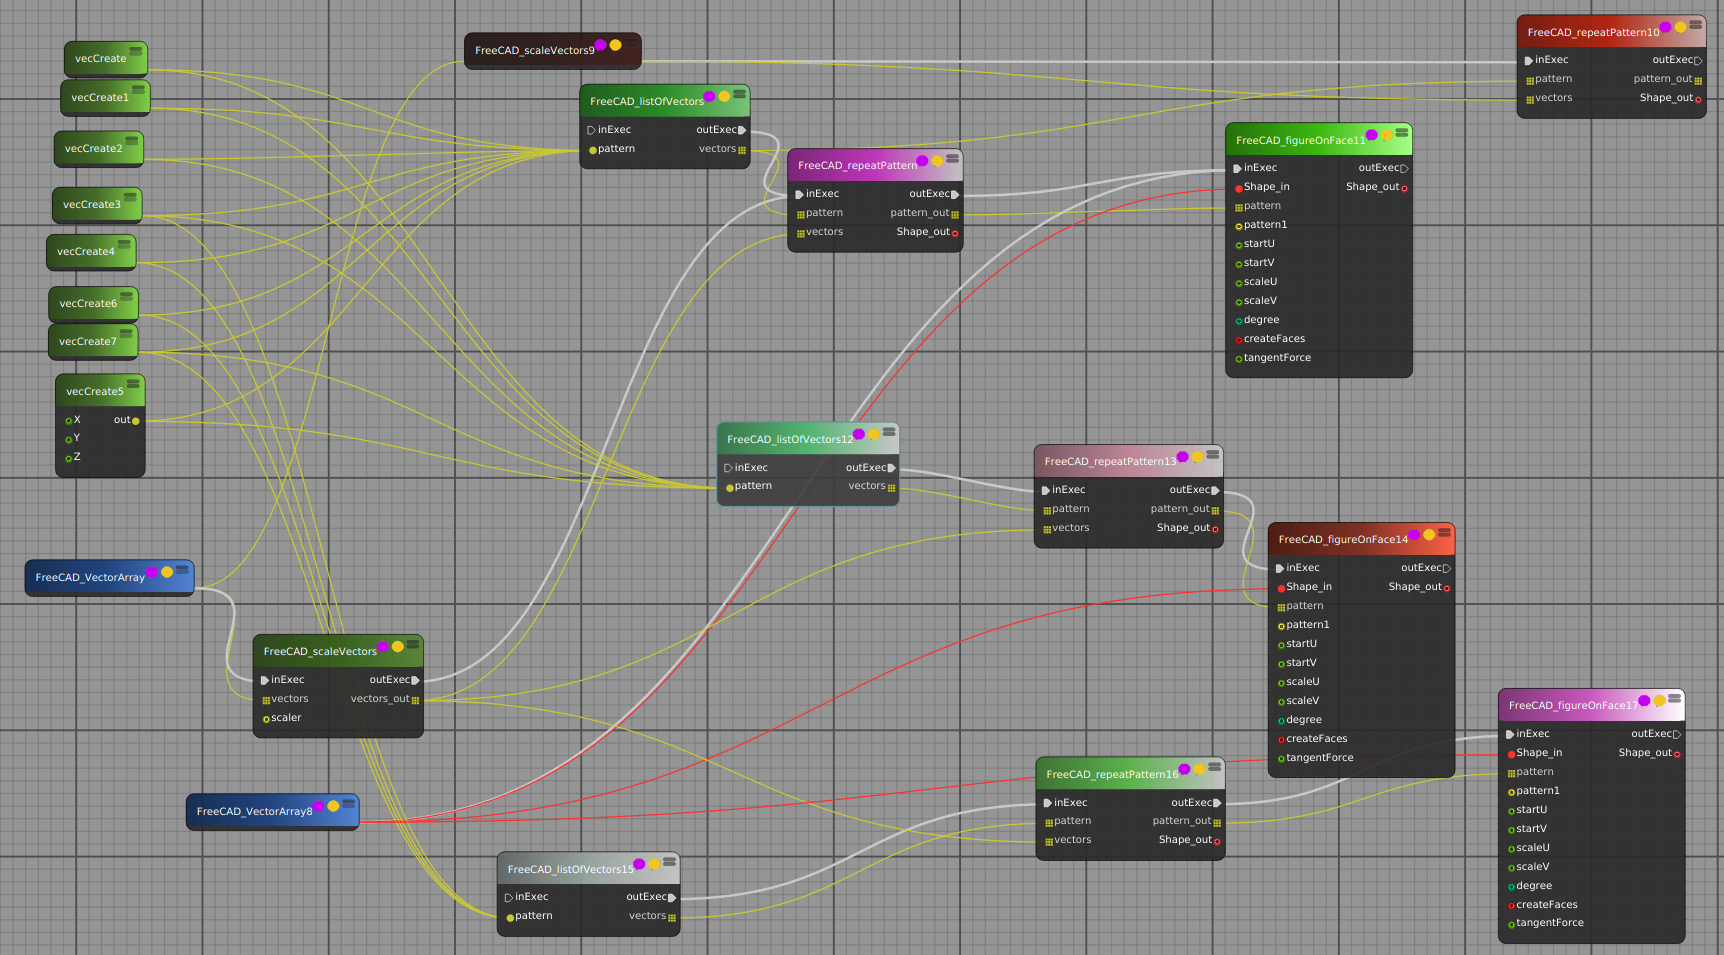 vecCreate
vecCreate1
vecCreate2
vecCreate3
vecCreate4
vecCreate6
vecCreate7
vecCreate5
X out
Y
Z
FreeCAD_VectorArray
FreeCAD_scaleVectors
inExec outExec
vectors vectors_out
scaler
FreeCAD_VectorArray8
FreeCAD_scaleVectors9
FreeCAD_listOfVectors
inExec outExec
pattern vectors
FreeCAD_repeatPattern
inExec outExec
pattern pattern_out
vectors Shape_out
FreeCAD_repeatPattern10
inExec outExec
pattern pattern_out
vectors Shape_out
FreeCAD_figureOnFace11
inExec outExec
Shape_in Shape_out
pattern
pattern1
startU
startV
scaleU
scaleV
degree
createFaces
tangentForce
FreeCAD_listOfVectors12
inExec outExec
pattern vectors
FreeCAD_repeatPattern13
inExec outExec
pattern pattern_out
vectors Shape_out
FreeCAD_figureOnFace14
inExec outExec
Shape_in Shape_out
pattern
pattern1
startU
startV
scaleU
scaleV
degree
createFaces
tangentForce
FreeCAD_listOfVectors15
inExec outExec
pattern vectors
FreeCAD_repeatPattern16
inExec outExec
pattern pattern_out
vectors Shape_out
FreeCAD_figureOnFace17
inExec outExec
Shape_in Shape_out
pattern
pattern1
startU
startV
scaleU
scaleV
degree
createFaces
tangentForce